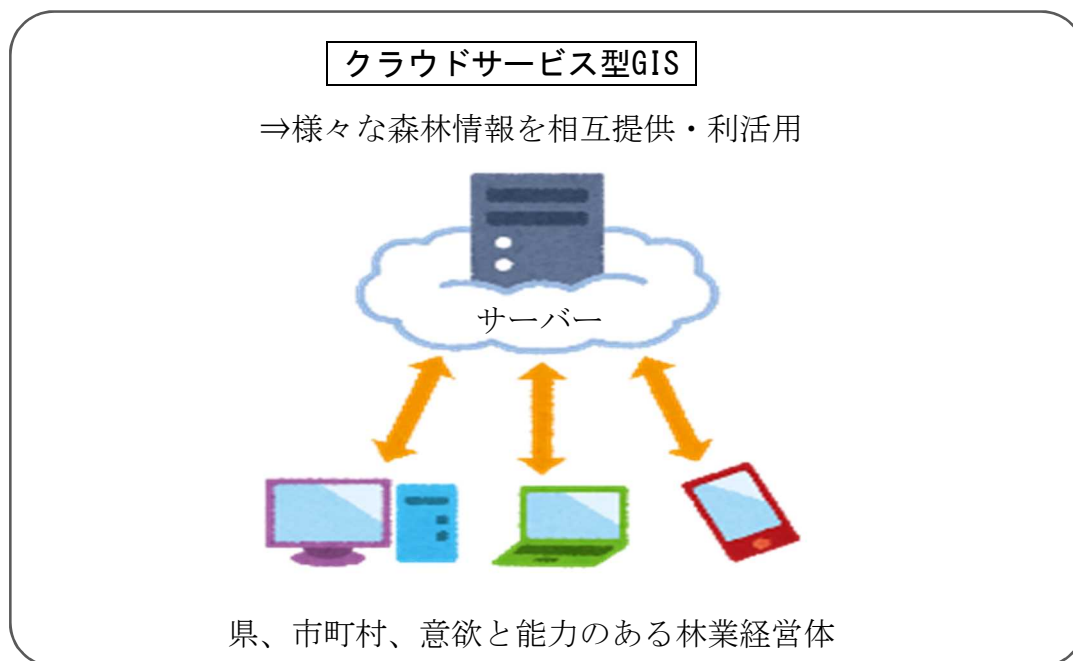 クラウドサービス型GIS
⇒様々な森林情報を相互提供・利活用
サーバー
県、市町村、意欲と能力のある林業経営体